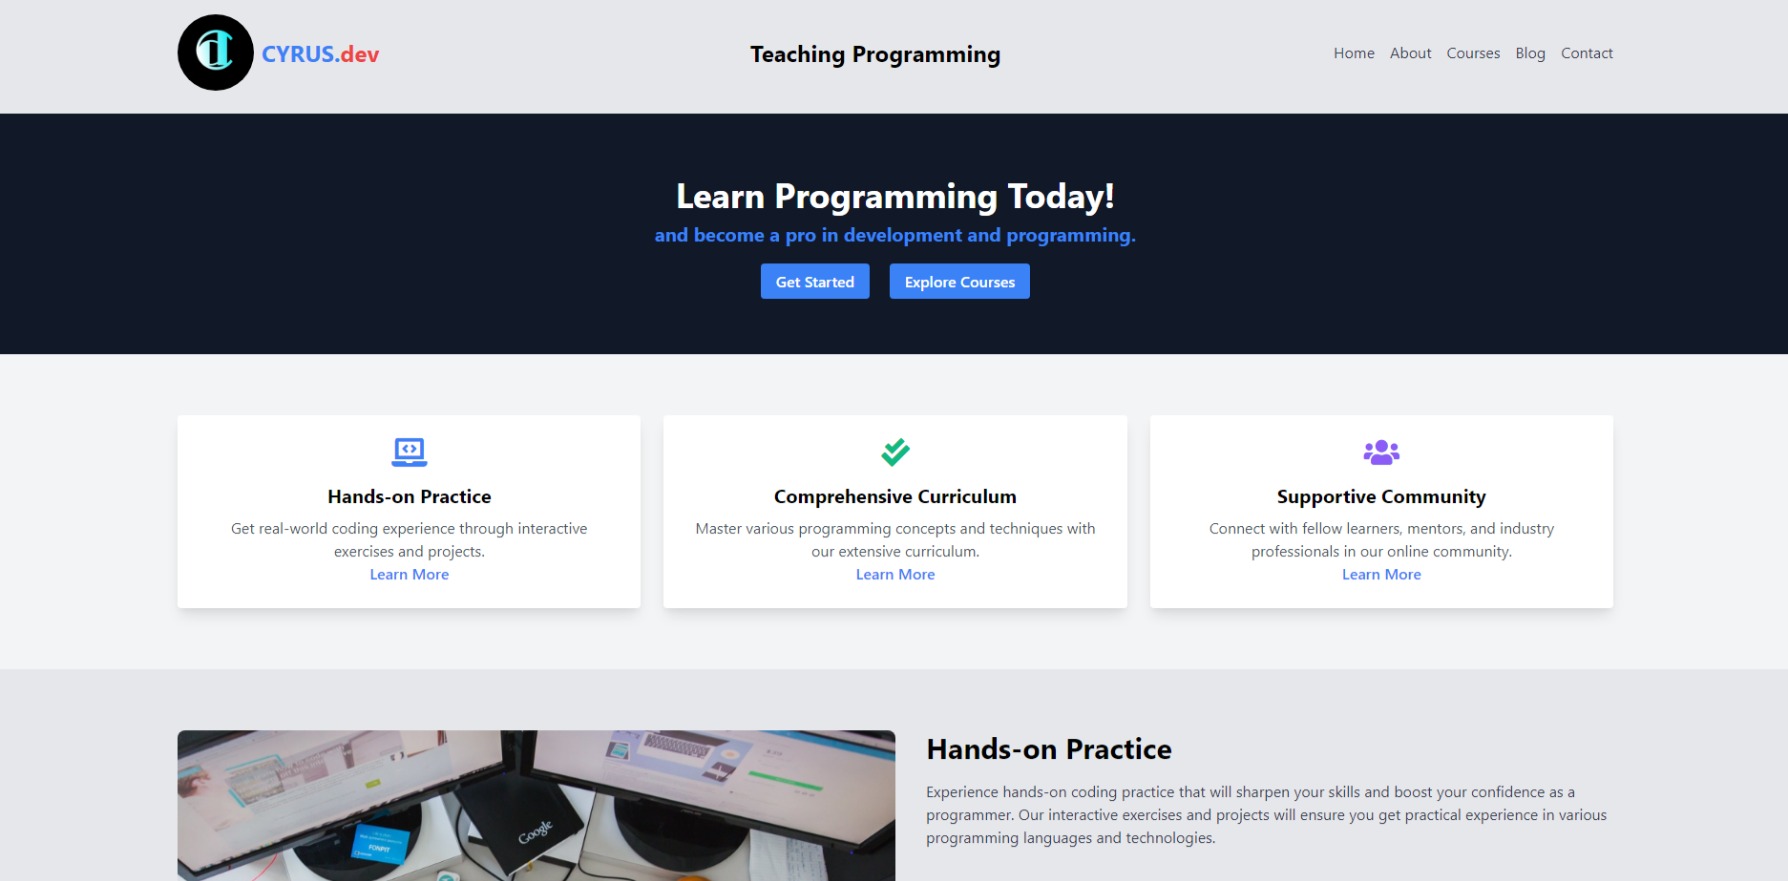 CYRUS.dev
Teaching Programming
Home About Courses Blog Contact
Learn Programming Today!
and become a pro in development and programming.
Get Started
Explore Courses
Hands-on Practice
Get real-world coding experience through interactive
exercises and projects.
Learn More
Comprehensive Curriculum
Master various programming concepts and techniques with
our extensive curriculum.
Learn More
Supportive Community
Connect with fellow learners, mentors, and industry
professionals in our online community.
Learn More
Google
FONPIT
Hands-on Practice
Experience hands-on coding practice that will sharpen your skills and boost your confidence as a
programmer. Our interactive exercises and projects will ensure you get practical experience in various
programming languages and technologies.